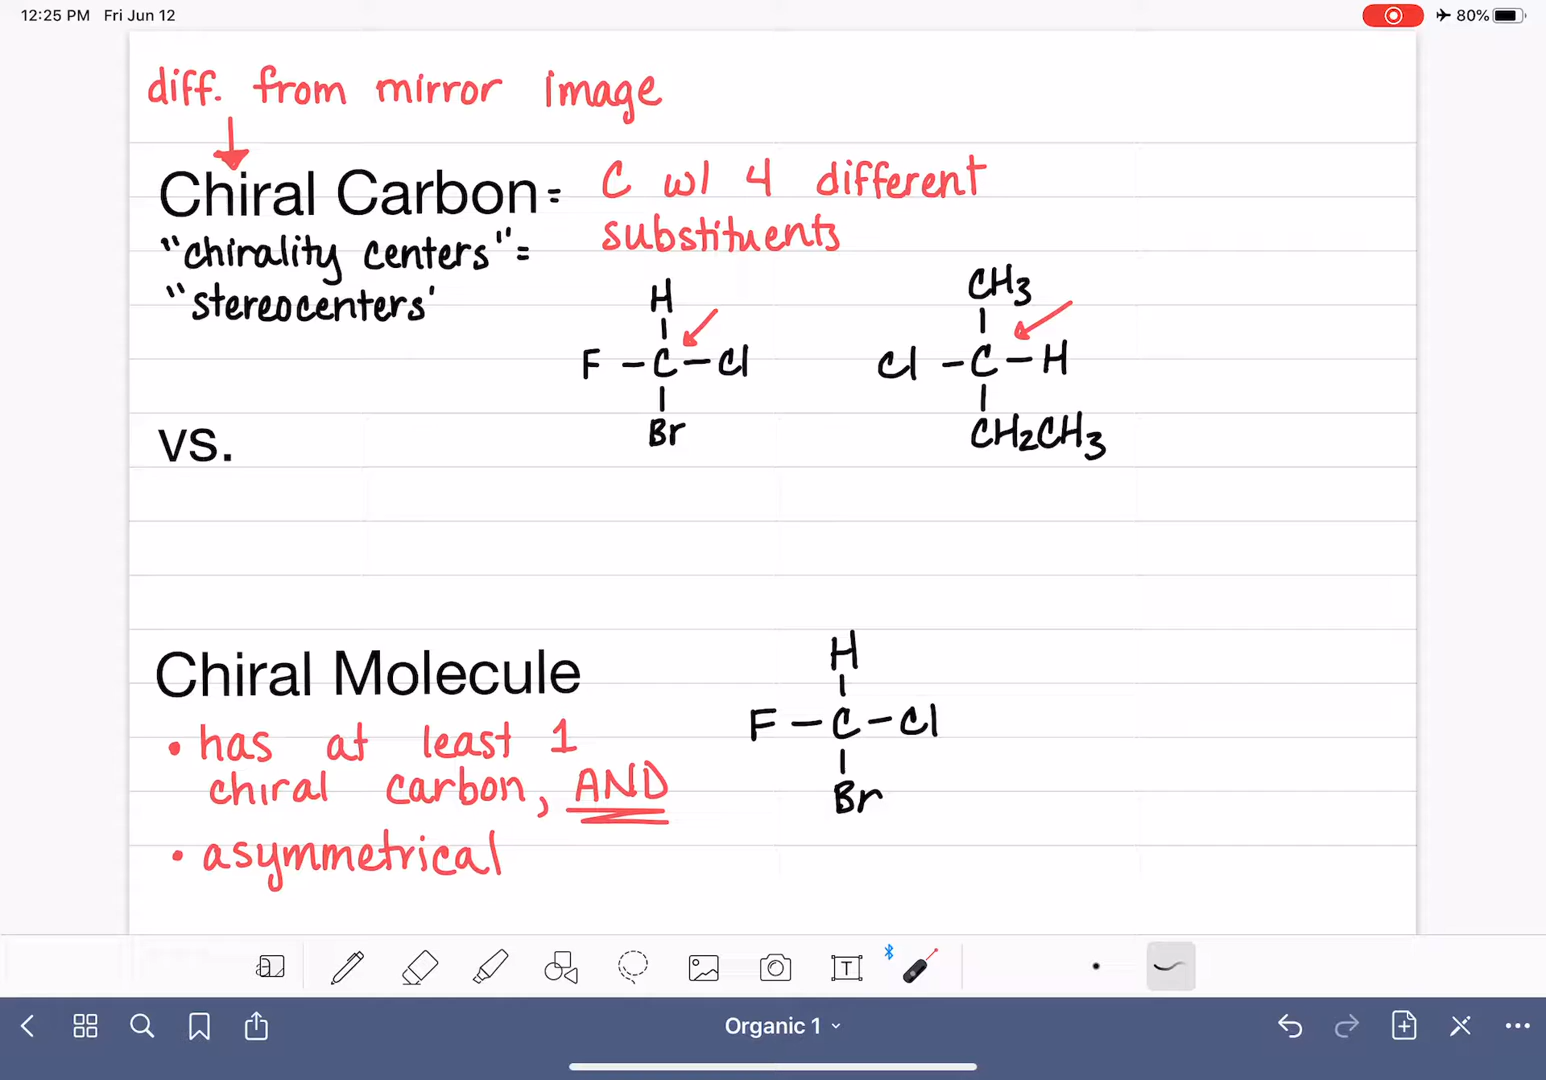 12:25 PM Fri Jun 12
80%
diff. from mirror image
Chiral Carbon = C w/ 4 different
substituents
"chirality centers" =
"stereocenters'
H
F - C - Cl
Br
CH3
Cl - C - H
CH2CH3
vs.
Chiral Molecule
• has at least 1
chiral carbon, AND
• asymmetrical
H
F - C - Cl
Br
T
Organic 1